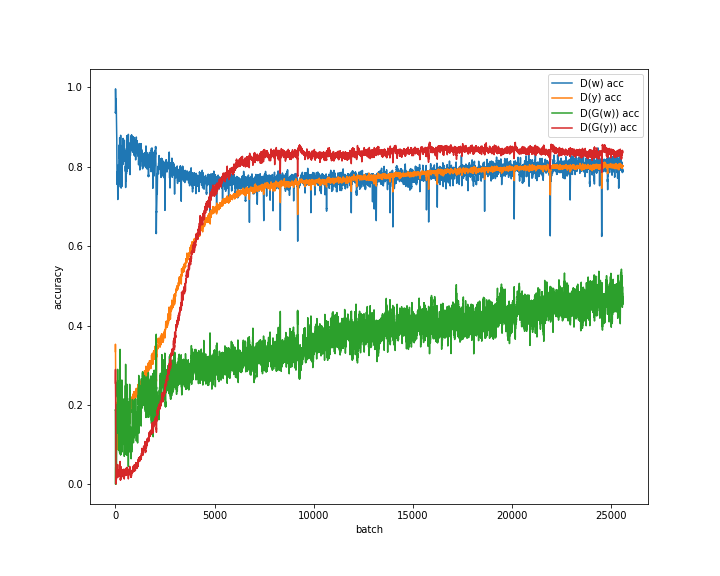 D(w) acc
D(y) acc
D(G(w)) acc
D(G(y)) acc
1.0
0.8
0.6
0.4
0.2
0.0
accuracy
0 5000 10000 15000 20000 25000
batch